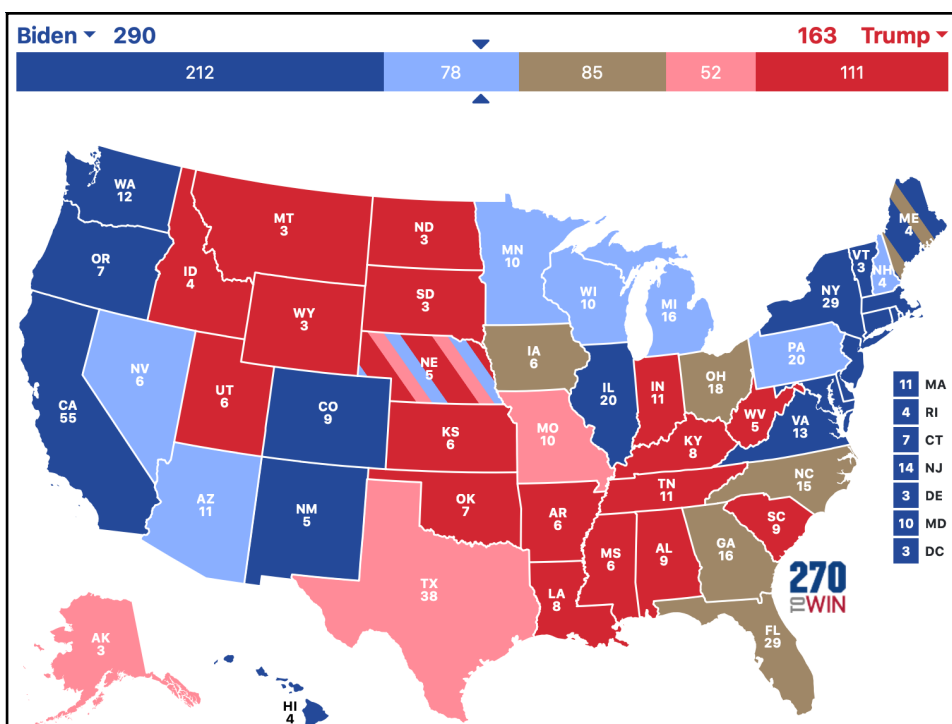 Biden 290
163 Trump
212 78 85 52 111
WA
12
MT
3
ND
3
MN
10
ME
4
OR
7
ID
4
VT
3
NH
4
SD
3
WI
10
MI
16
NY
29
WY
3
NV
6
NE
5
IA
6
PA
20
UT
6
CO
9
IL
20
IN
11
OH
18
CA
55
KS
6
MO
10
WV
5
VA
13
KY
8
11 MA
4 RI
7 CT
14 NJ
3 DE
10 MD
3 DC
AZ
11
NM
5
OK
7
AR
6
TN
11
NC
15
SC
9
MS
6
AL
9
GA
16
TX
38
LA
8
270
TO WIN
FL
29
AK
3
HI
4